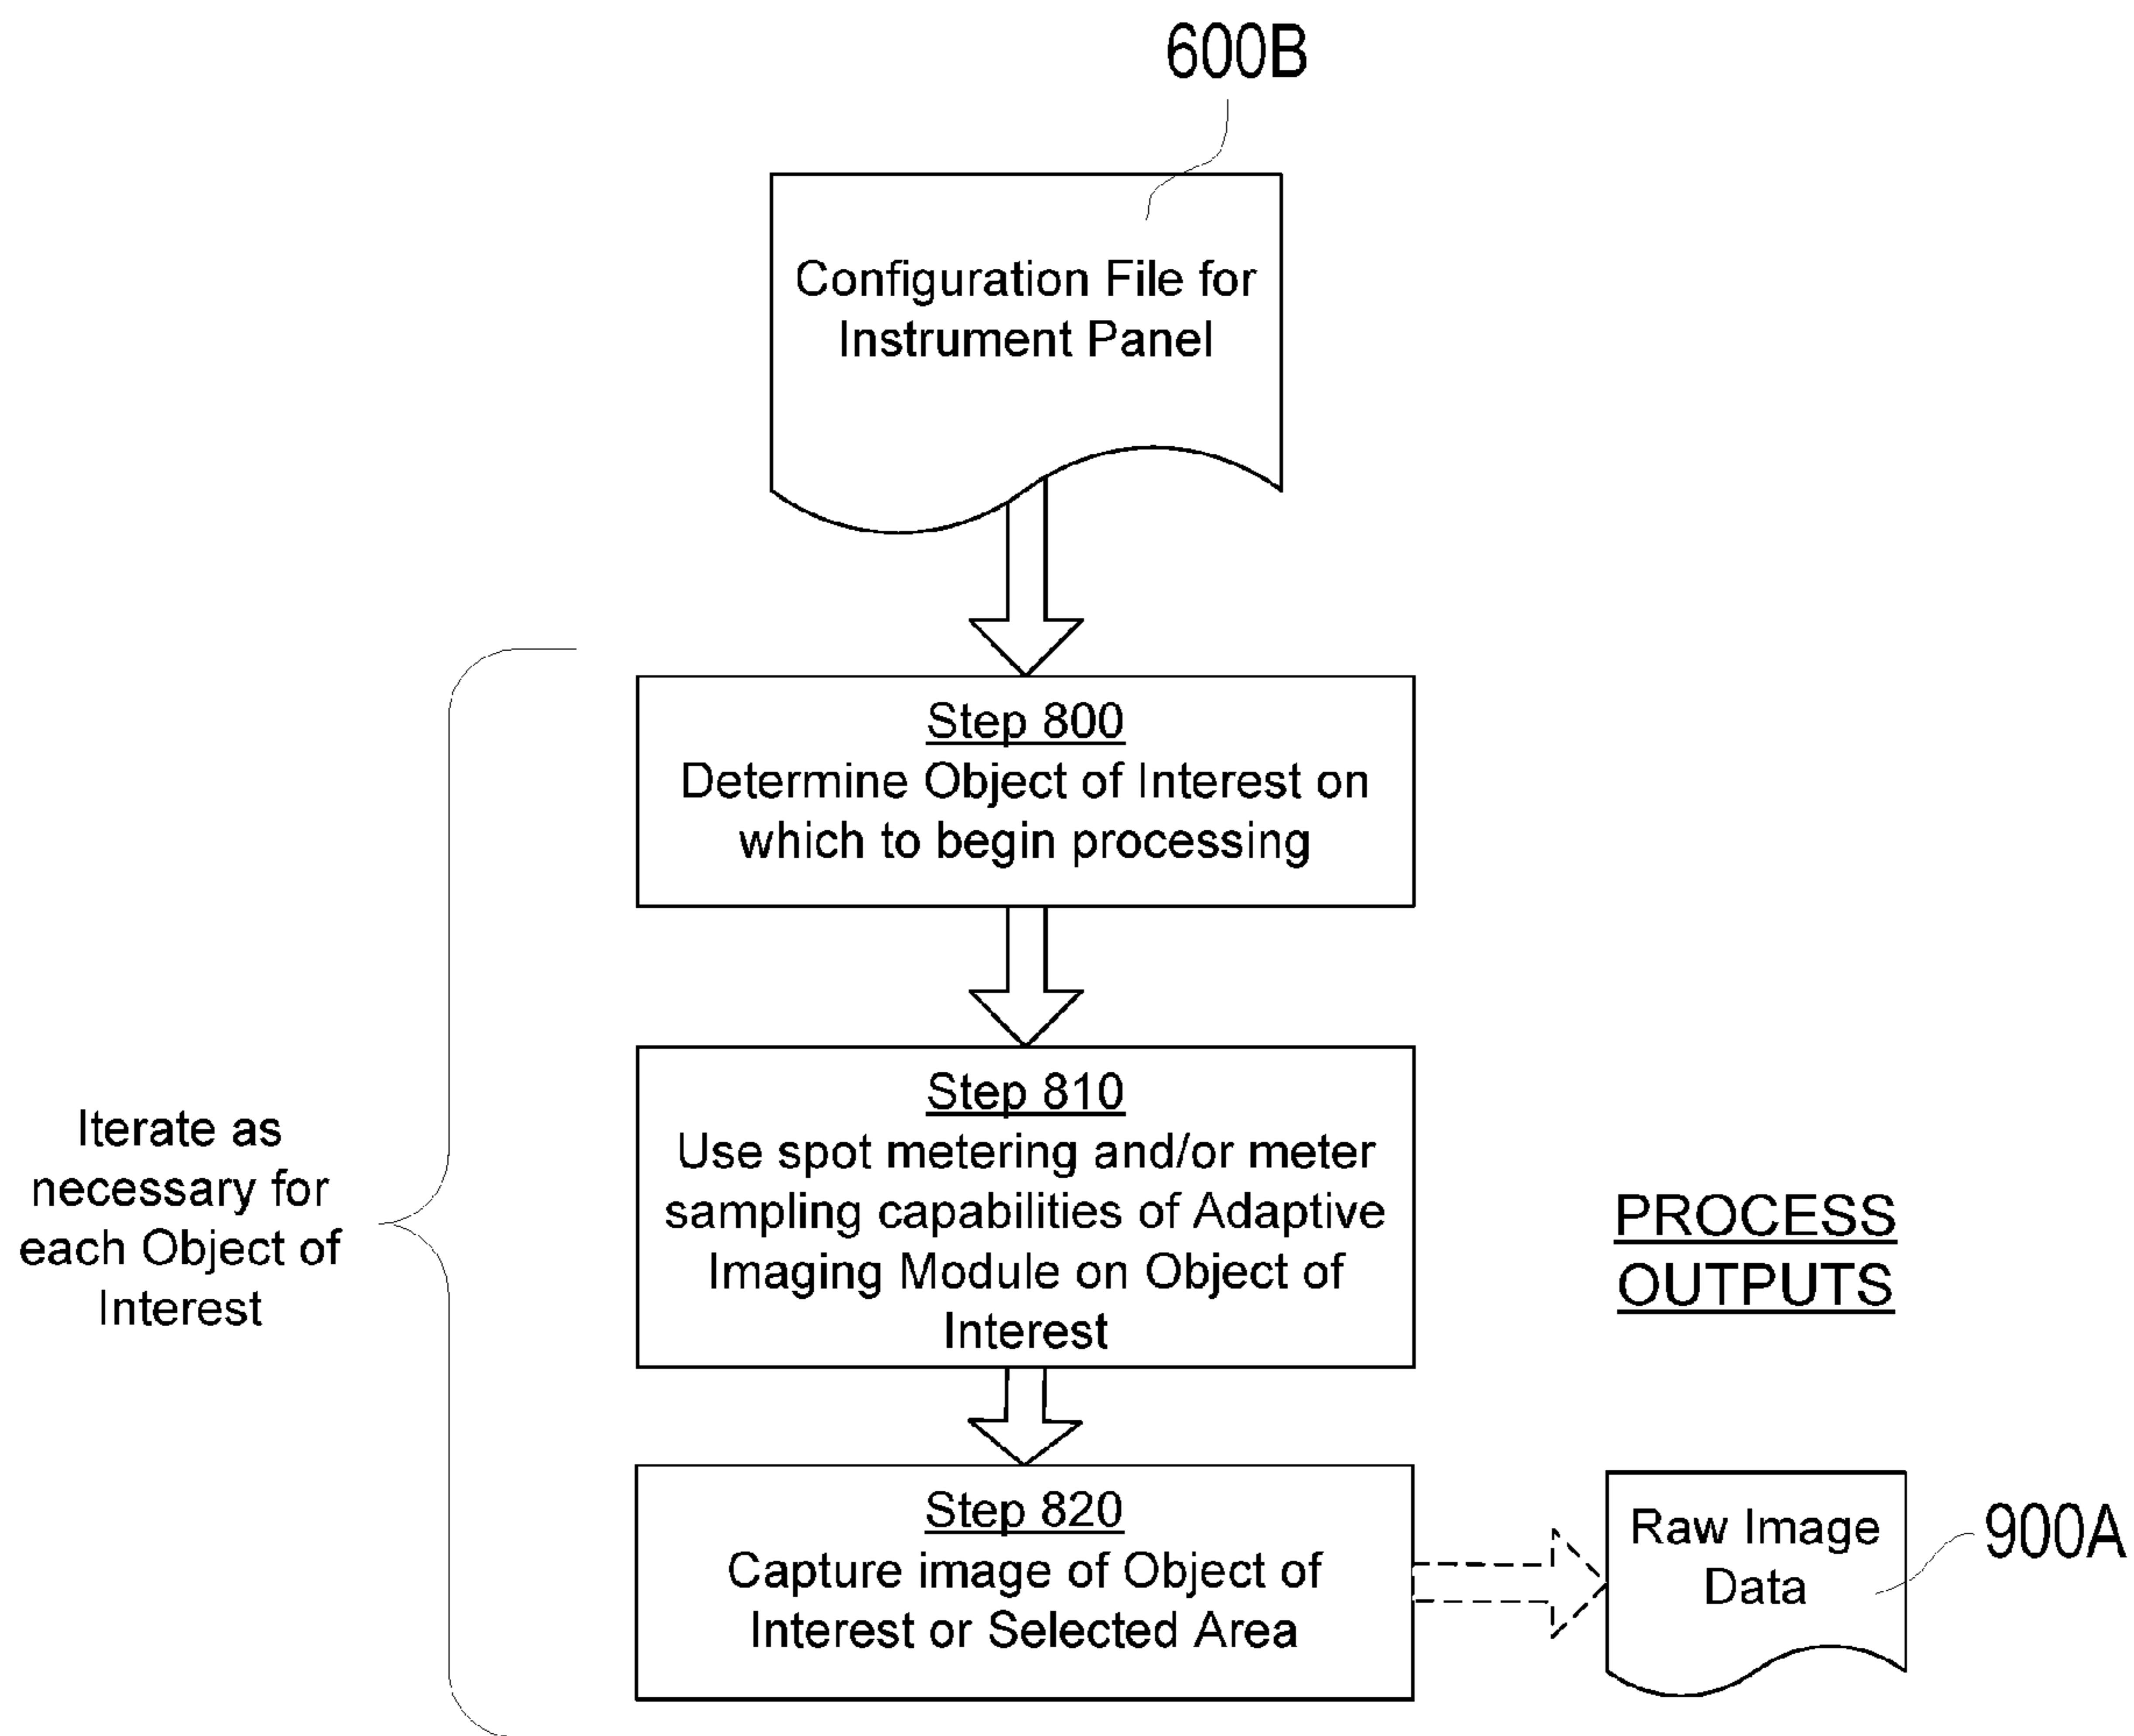 600B
Configuration File for
Instrument Panel
Step 800
Determine Object of Interest on
which to begin processing
Step 810
Use spot metering and/or meter
sampling capabilities of Adaptive
Imaging Module on Object of
Interest
Iterate as
necessary for
each Object of
Interest
PROCESS
OUTPUTS
Step 820
Capture image of Object of
Interest or Selected Area
Raw Image
Data
900A